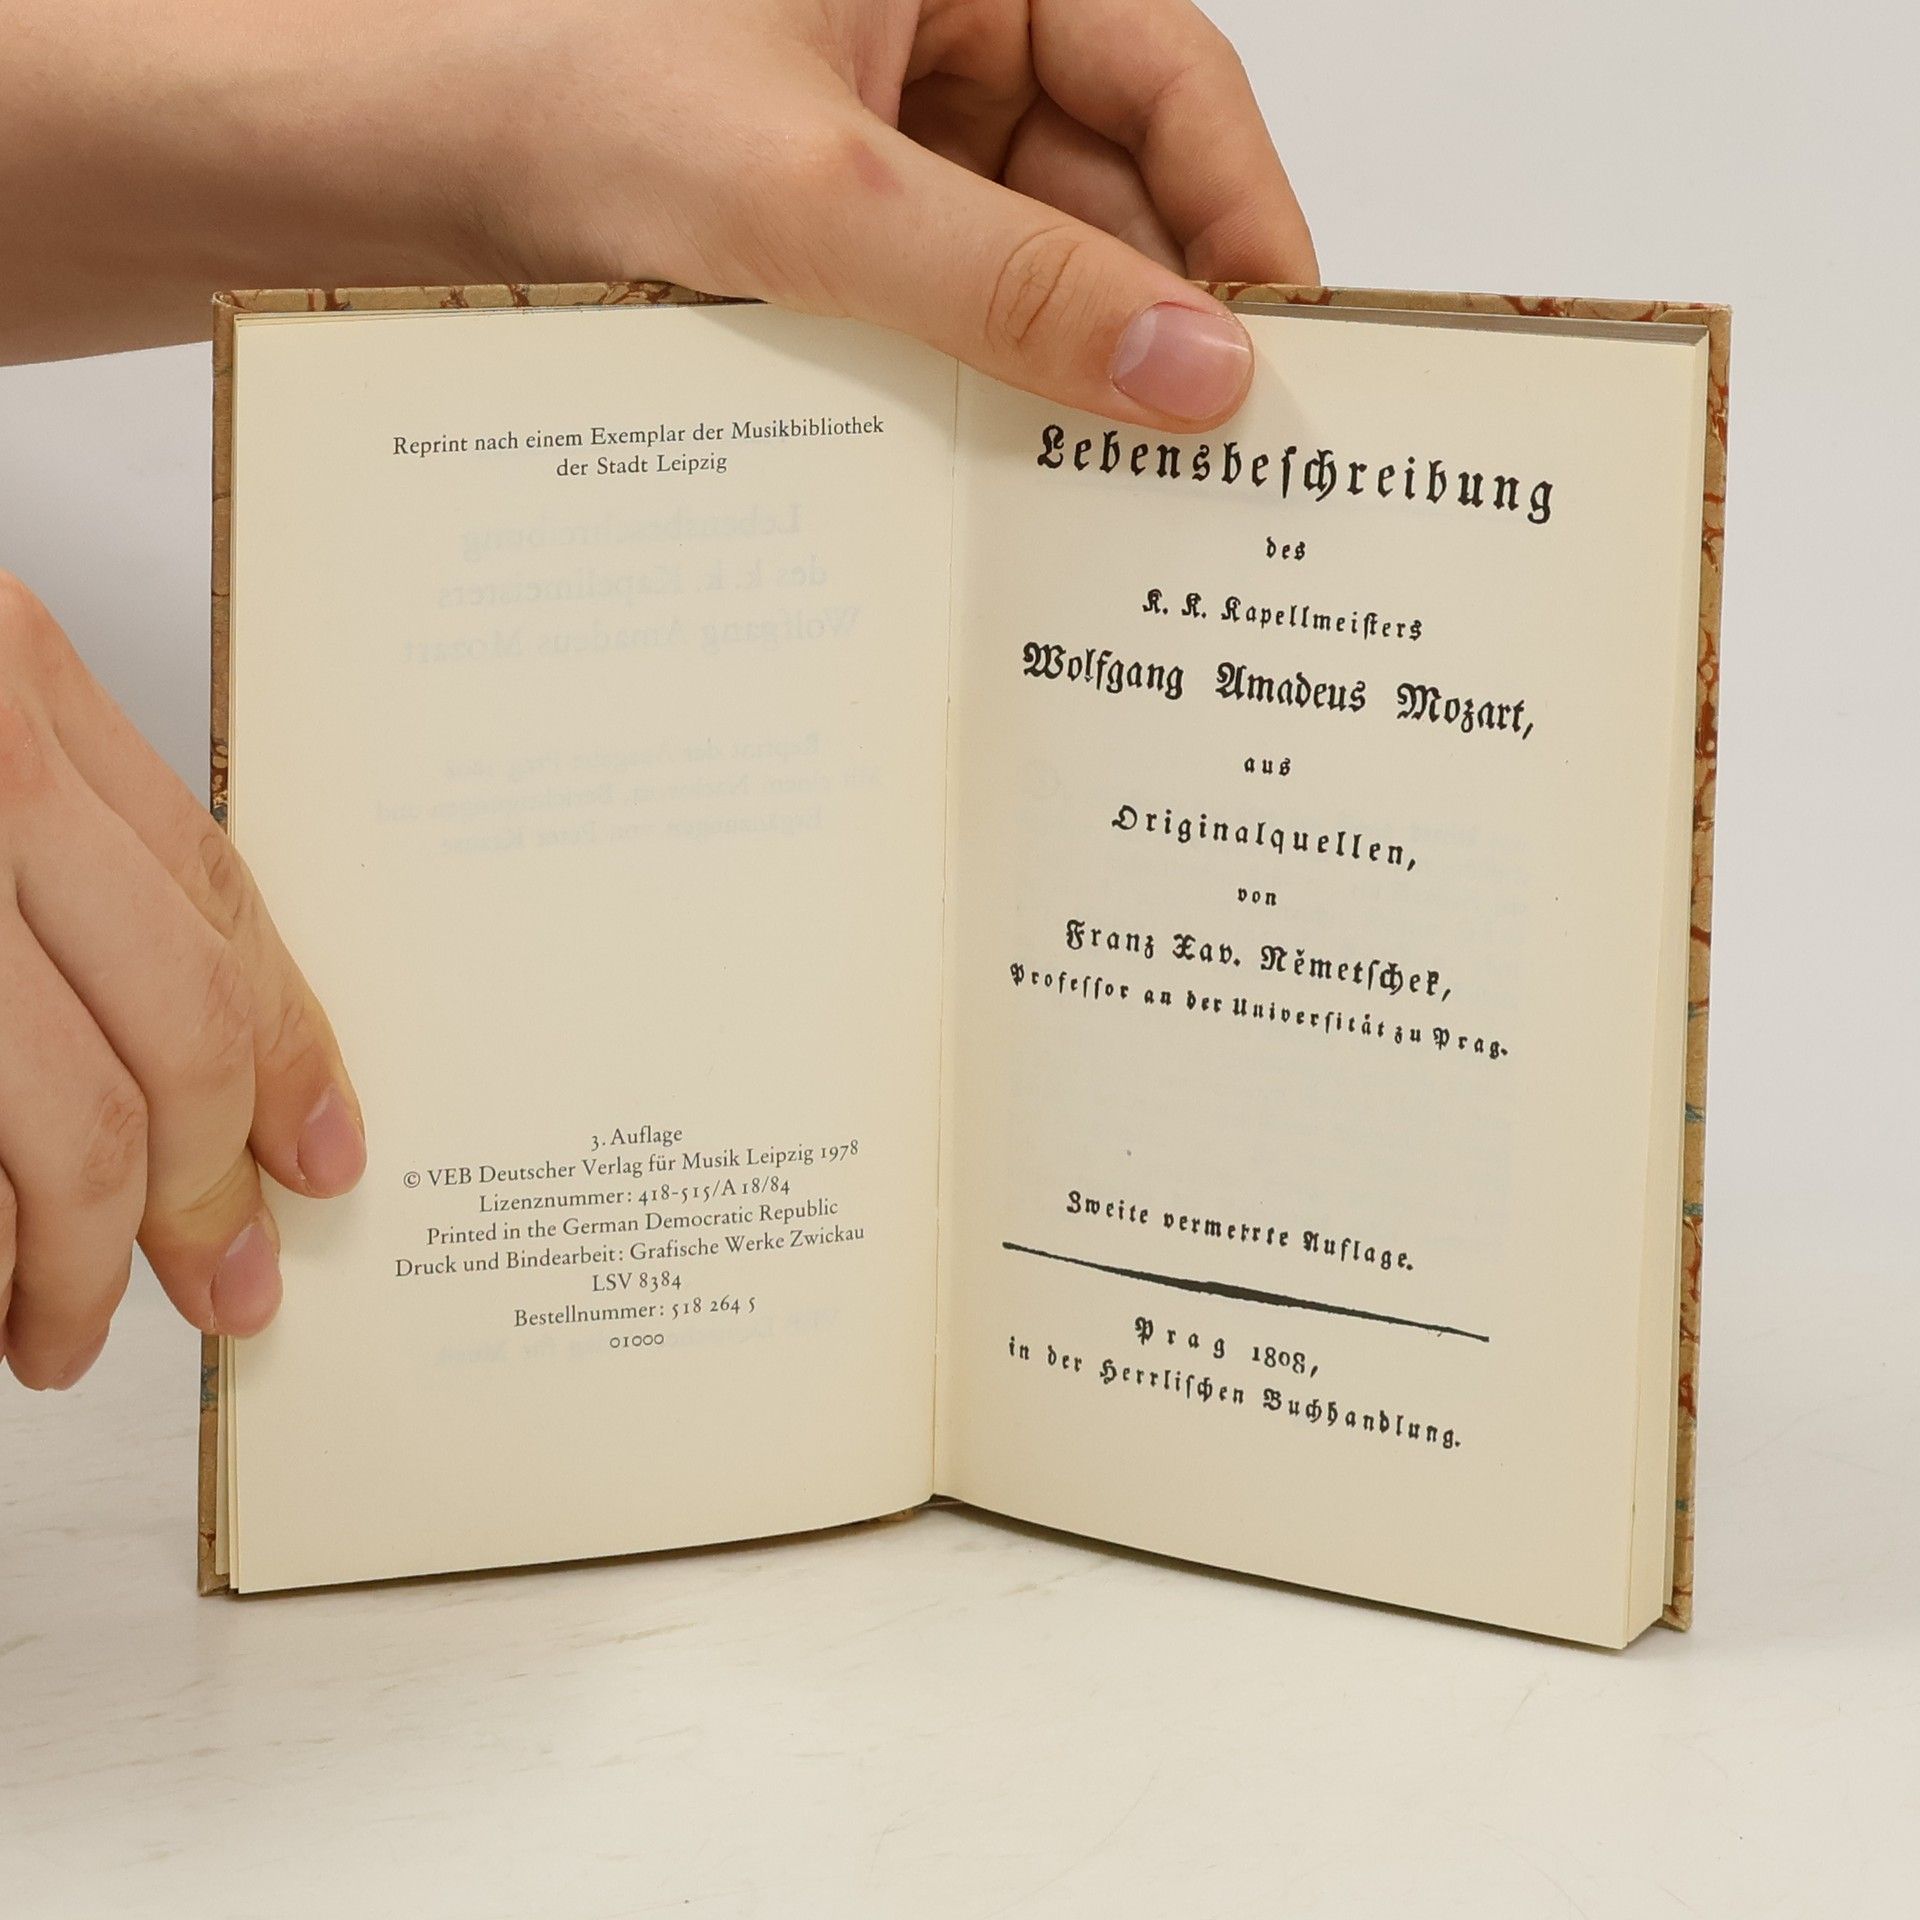 Reprint nach einem Exemplar der Musikbibliothek
der Stadt Leipzig
3. Auflage
© VEB Deutscher Verlag für Musik Leipzig 1978
Lizenznummer: 418-515/A 18/84
Printed in the German Democratic Republic
Druck und Bindearbeit: Grafische Werke Zwickau
LSV 8384
Bestellnummer: 518 264 5
01000
Lebensbeſchreibung
des
K. K. Kapellmeiſters
Wolfgang Amadeus Mozart,
aus
Originalquellen,
von
Franz Xav. Němetſchek,
Profeſſor an der Univerſität zu Prag.
Zweite vermehrte Auflage.
Prag 1808,
in der Herrliſchen Buchhandlung.